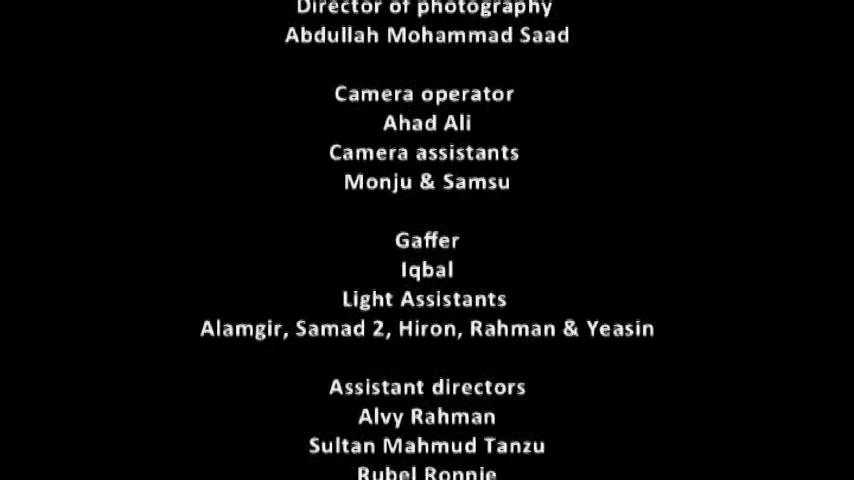 Director of photography
Abdullah Mohammad Saad
Camera operator
Ahad Ali
Camera assistants
Monju & Samsu
Gaffer
Iqbal
Light Assistants
Alamgir, Samad 2, Hiron, Rahman & Yeasin
Assistant directors
Alvy Rahman
Sultan Mahmud Tanzu
Rubel Ronnie